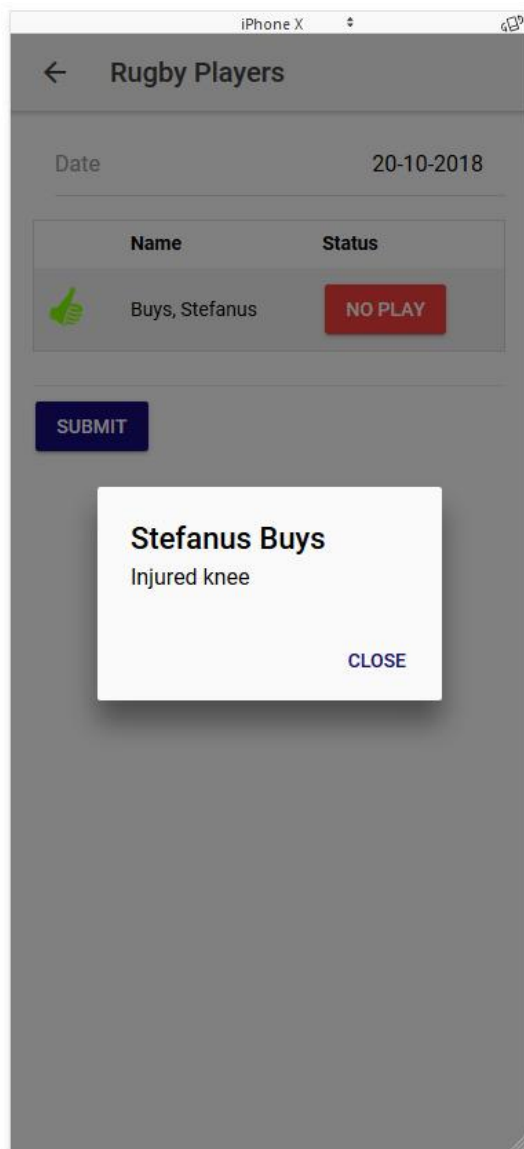 iPhone X
Rugby Players
Date 20-10-2018
Name Status
Buys, Stefanus NO PLAY
SUBMIT
Stefanus Buys
Injured knee
CLOSE